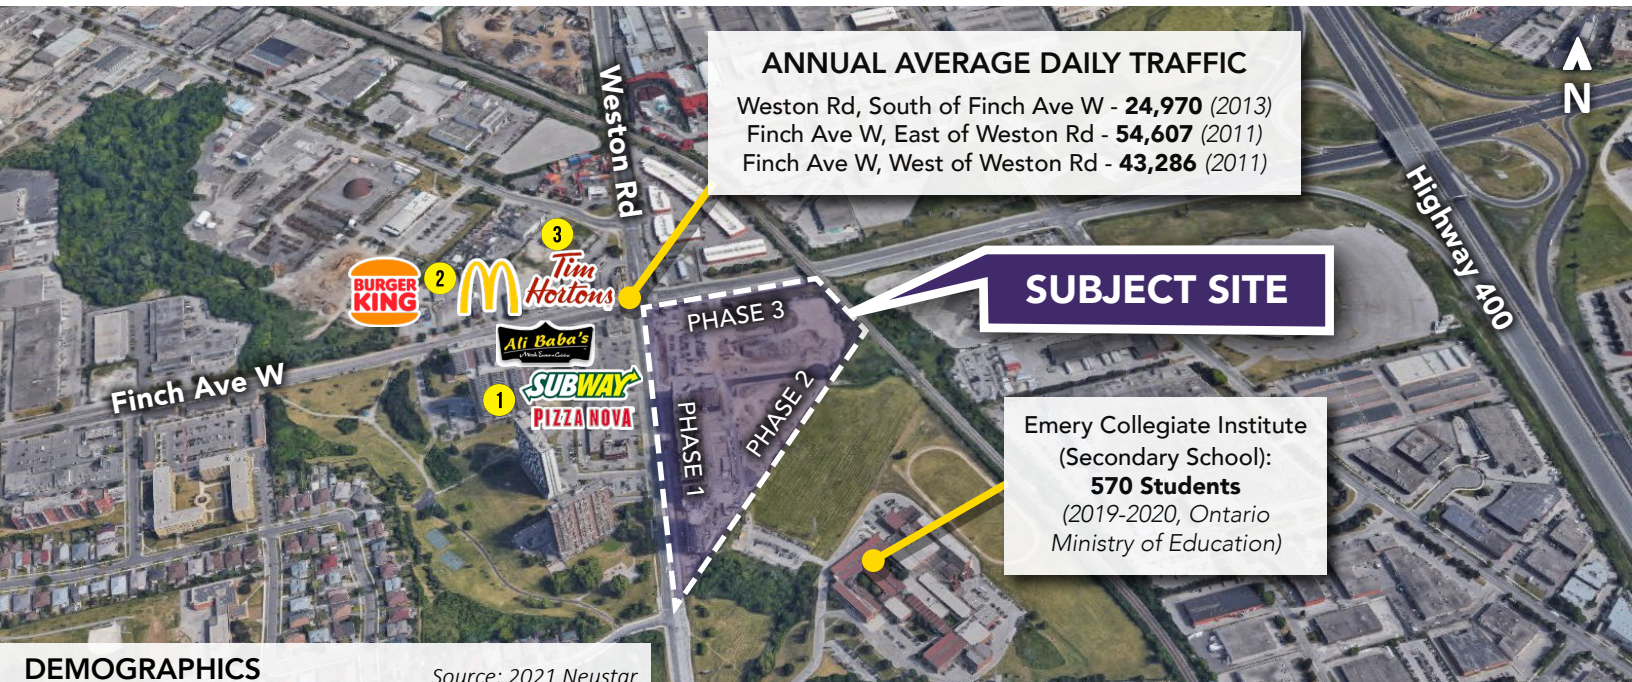 ANNUAL AVERAGE DAILY TRAFFIC
Weston Rd, South of Finch Ave W - 24,970 (2013)
Finch Ave W, East of Weston Rd - 54,607 (2011)
Finch Ave W, West of Weston Rd - 43,286 (2011)
N
Weston Rd
Highway 400
3
BURGER
KING
2
Tim
Hortons
SUBJECT SITE
PHASE 3
Ali Baba's
Finch Ave W
1
SUBWAY
PIZZA NOVA
PHASE 1
PHASE 2
Emery Collegiate Institute
(Secondary School):
570 Students
(2019-2020, Ontario
Ministry of Education)
DEMOGRAPHICS
Source: 2021 Neustar